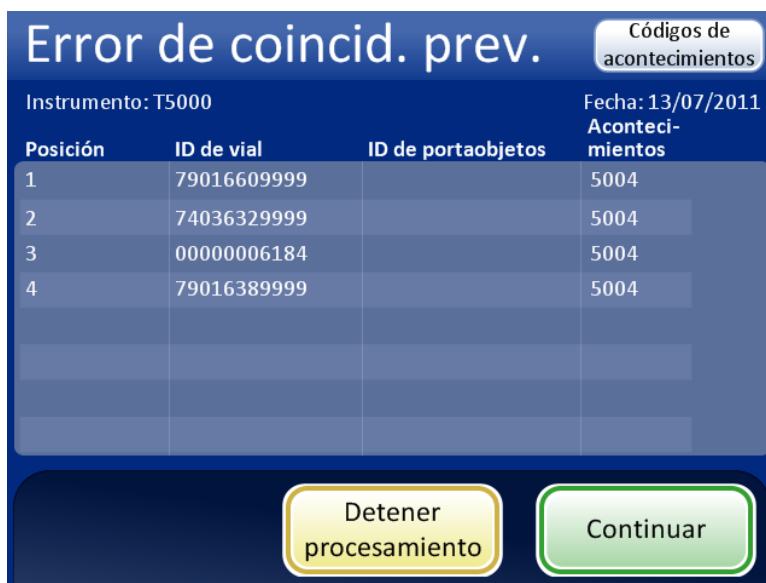 Error de coincid. prev.
Códigos de
acontecimientos
Instrumento: T5000
Fecha: 13/07/2011
Posición ID de vial ID de portaobjetos Aconteci-
mientos
1 79016609999 5004
2 74036329999 5004
3 00000006184 5004
4 79016389999 5004
Detener
procesamiento
Continuar